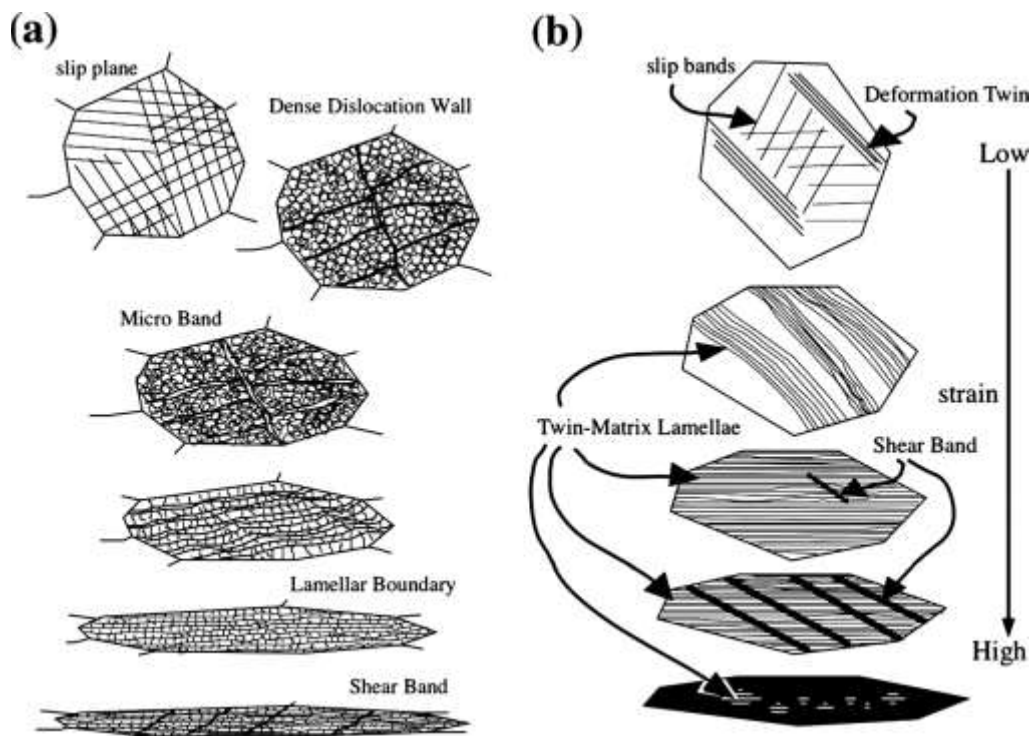 (a)
slip plane
Dense Dislocation Wall
Micro Band
Lamellar Boundary
Shear Band
(b)
slip bands
Deformation Twin
Low
strain
Twin-Matrix Lamellae
Shear Band
High